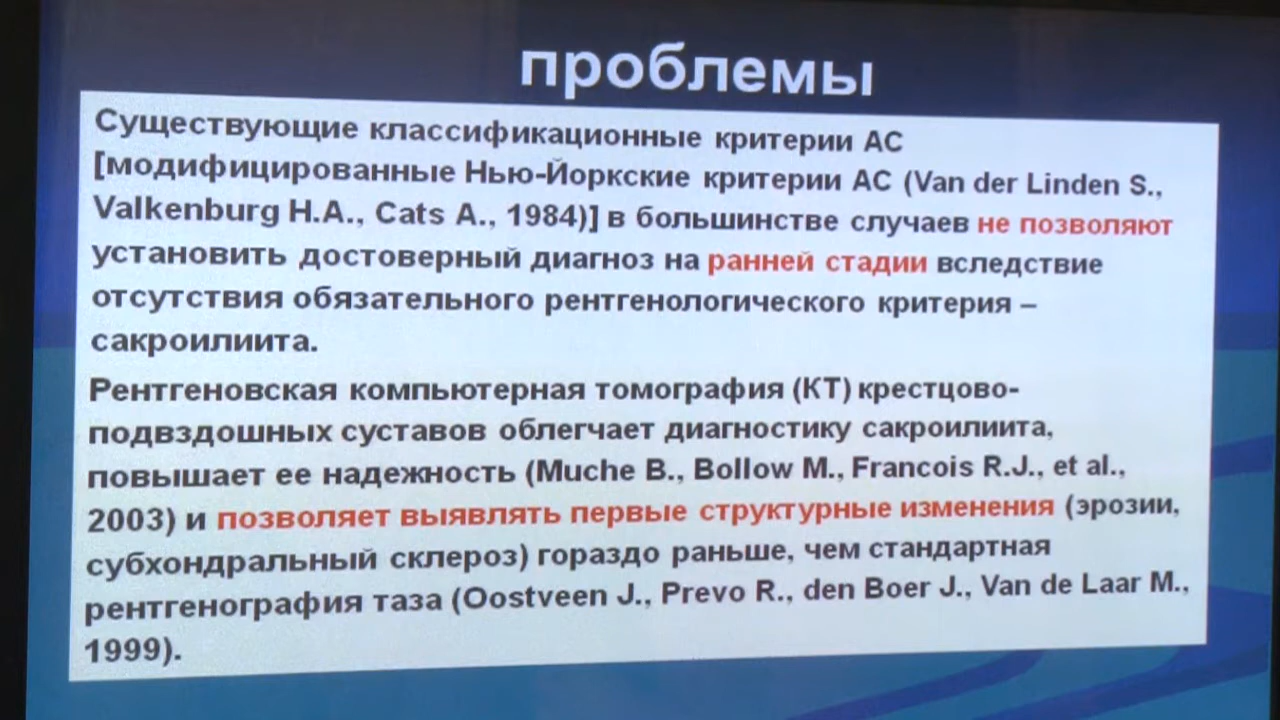 проблемы
Существующие классификационные критерии АС
[модифицированные Нью-Йоркские критерии АС (Van der Linden S.,
Valkenburg H.A., Cats A., 1984)] в большинстве случаев не позволяют
установить достоверный диагноз на ранней стадии вследствие
отсутствия обязательного рентгенологического критерия –
сакроилиита.
Рентгеновская компьютерная томография (КТ) крестцово-
подвздошных суставов облегчает диагностику сакроилиита,
повышает ее надежность (Muche B., Bollow M., Francois R.J., et al.,
2003) и позволяет выявлять первые структурные изменения (эрозии,
субхондральный склероз) гораздо раньше, чем стандартная
рентгенография таза (Oostveen J., Prevo R., den Boer J., Van de Laar M.,
1999).